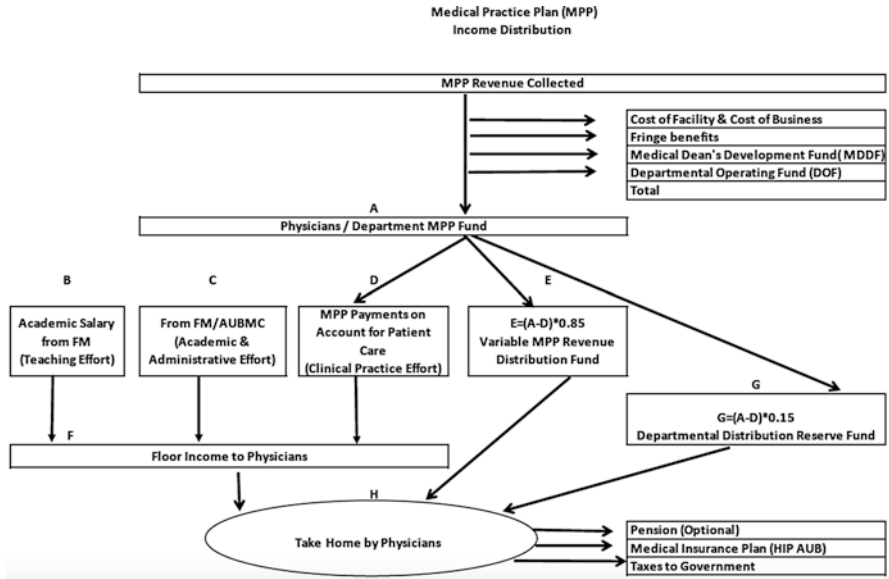 Medical Practice Plan (MPP)
Income Distribution
MPP Revenue Collected
Cost of Facility & Cost of Business
Fringe benefits
Medical Dean's Development Fund( MDDF)
Departmental Operating Fund (DOF)
Total
A
Physicians / Department MPP Fund
B
C
D
E
Academic Salary
from FM
(Teaching Effort)
From FM/AUBMC
(Academic &
Administrative Effort)
MPP Payments on
Account for Patient
Care
(Clinical Practice Effort)
E=(A-D)*0.85
Variable MPP Revenue
Distribution Fund
G
G=(A-D)*0.15
Departmental Distribution Reserve Fund
F
Floor Income to Physicians
H
Take Home by Physicians
Pension (Optional)
Medical Insurance Plan (HIP AUB)
Taxes to Government